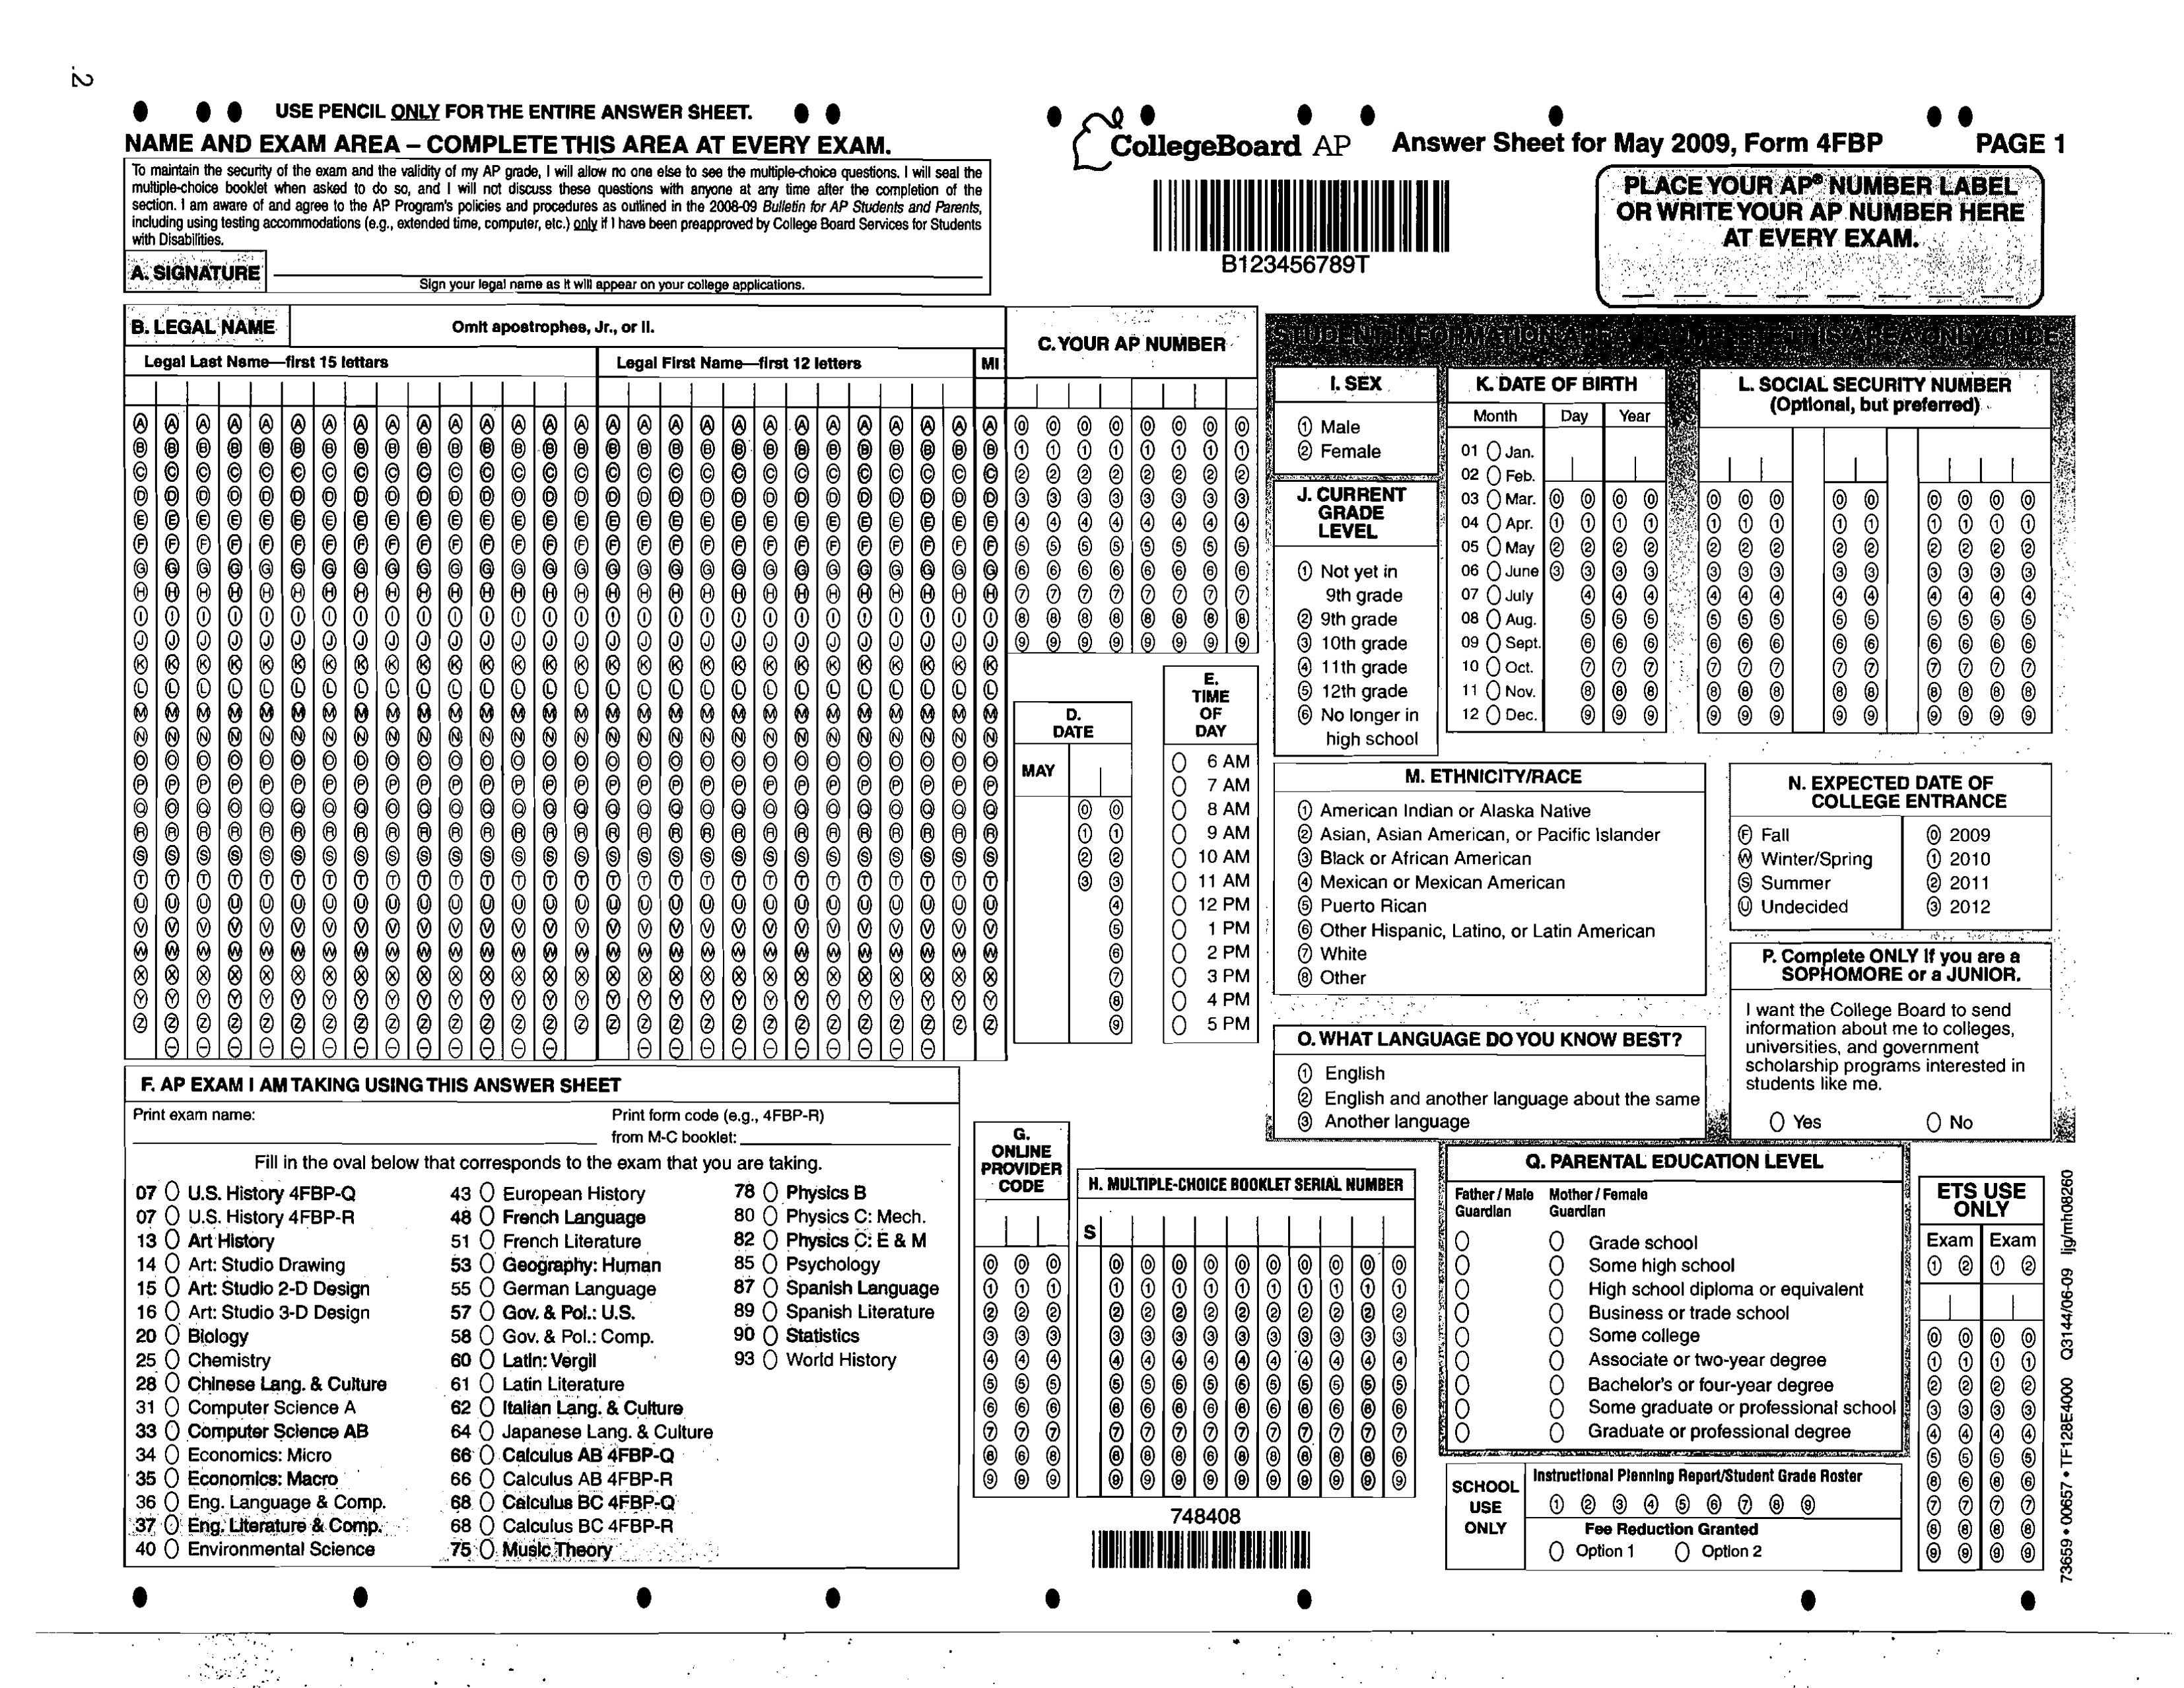 .2
USE PENCIL ONLY FOR THE ENTIRE ANSWER SHEET.
NAME AND EXAM AREA – COMPLETE THIS AREA AT EVERY EXAM.
To maintain the security of the exam and the validity of my AP grade, I will allow no one else to see the multiple-choice questions. I will seal the
multiple-choice booklet when asked to do so, and I will not discuss these questions with anyone at any time after the completion of the
section. I am aware of and agree to the AP Program's policies and procedures as outlined in the 2008-09 Bulletin for AP Students and Parents,
including using testing accommodations (e.g., extended time, computer, etc.) only if I have been preapproved by College Board Services for Students
with Disabilities.
A. SIGNATURE
Sign your legal name as it will appear on your college applications.
CollegeBoard AP
Answer Sheet for May 2009, Form 4FBP
PAGE 1
B123456789T
PLACE YOUR AP® NUMBER LABEL
OR WRITE YOUR AP NUMBER HERE
AT EVERY EXAM.
B. LEGAL NAME
Omit apostrophes, Jr., or II.
Legal Last Name—first 15 letters
Legal First Name—first 12 letters
MI
C. YOUR AP NUMBER
D.
DATE
MAY
E.
TIME
OF
DAY
6 AM
7 AM
8 AM
9 AM
10 AM
11 AM
12 PM
1 PM
2 PM
3 PM
4 PM
5 PM
STUDENT INFORMATION AREA – COMPLETE THIS AREA ONLY ONCE
I. SEX
1 Male
2 Female
J. CURRENT
GRADE
LEVEL
1 Not yet in
9th grade
2 9th grade
3 10th grade
4 11th grade
5 12th grade
6 No longer in
high school
K. DATE OF BIRTH
Month Day Year
01 Jan.
02 Feb.
03 Mar.
04 Apr.
05 May
06 June
07 July
08 Aug.
09 Sept.
10 Oct.
11 Nov.
12 Dec.
L. SOCIAL SECURITY NUMBER
(Optional, but preferred)
M. ETHNICITY/RACE
1 American Indian or Alaska Native
2 Asian, Asian American, or Pacific Islander
3 Black or African American
4 Mexican or Mexican American
5 Puerto Rican
6 Other Hispanic, Latino, or Latin American
7 White
8 Other
N. EXPECTED DATE OF
COLLEGE ENTRANCE
F Fall
W Winter/Spring
S Summer
U Undecided
0 2009
1 2010
2 2011
3 2012
O. WHAT LANGUAGE DO YOU KNOW BEST?
1 English
2 English and another language about the same
3 Another language
P. Complete ONLY if you are a
SOPHOMORE or a JUNIOR.
I want the College Board to send
information about me to colleges,
universities, and government
scholarship programs interested in
students like me.
Yes No
F. AP EXAM I AM TAKING USING THIS ANSWER SHEET
Print exam name:
Print form code (e.g., 4FBP-R)
from M-C booklet:
Fill in the oval below that corresponds to the exam that you are taking.
07 U.S. History 4FBP-Q
07 U.S. History 4FBP-R
13 Art History
14 Art: Studio Drawing
15 Art: Studio 2-D Design
16 Art: Studio 3-D Design
20 Biology
25 Chemistry
28 Chinese Lang. & Culture
31 Computer Science A
33 Computer Science AB
34 Economics: Micro
35 Economics: Macro
36 Eng. Language & Comp.
37 Eng. Literature & Comp.
40 Environmental Science
43 European History
48 French Language
51 French Literature
53 Geography: Human
55 German Language
57 Gov. & Pol.: U.S.
58 Gov. & Pol.: Comp.
60 Latin: Vergil
61 Latin Literature
62 Italian Lang. & Culture
64 Japanese Lang. & Culture
66 Calculus AB 4FBP-Q
66 Calculus AB 4FBP-R
68 Calculus BC 4FBP-Q
68 Calculus BC 4FBP-R
75 Music Theory
78 Physics B
80 Physics C: Mech.
82 Physics C: E & M
85 Psychology
87 Spanish Language
89 Spanish Literature
90 Statistics
93 World History
G.
ONLINE
PROVIDER
CODE
H. MULTIPLE-CHOICE BOOKLET SERIAL NUMBER
S
748408
Q. PARENTAL EDUCATION LEVEL
Father / Male
Guardian
Mother / Female
Guardian
Grade school
Some high school
High school diploma or equivalent
Business or trade school
Some college
Associate or two-year degree
Bachelor's or four-year degree
Some graduate or professional school
Graduate or professional degree
SCHOOL
USE
ONLY
Instructional Planning Report/Student Grade Roster
1 2 3 4 5 6 7 8 9
Fee Reduction Granted
Option 1 Option 2
ETS USE
ONLY
Exam Exam
1 2 1 2
73659 • 00657 • TF128E4000 Q3144/06-09 ljg/mh08260